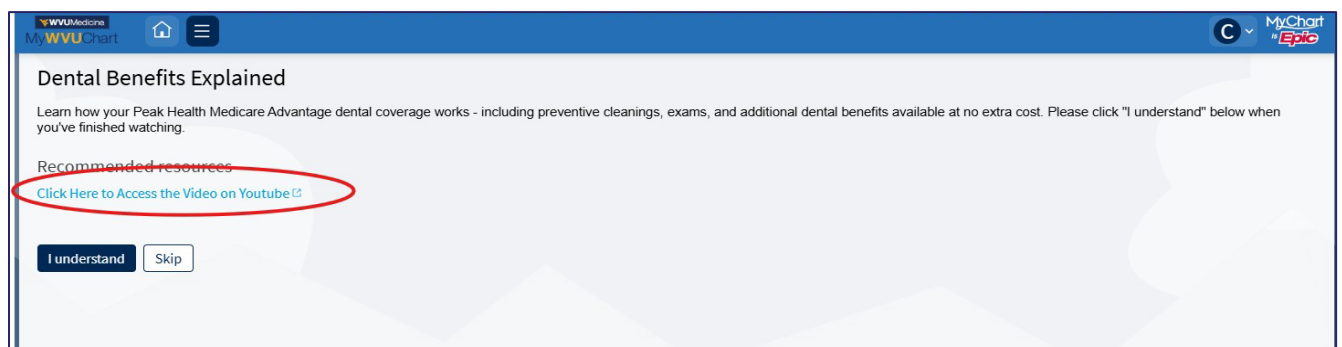 WVUMedicine
MyWVUChart
C
MyChart
by Epic
Dental Benefits Explained
Learn how your Peak Health Medicare Advantage dental coverage works - including preventive cleanings, exams, and additional dental benefits available at no extra cost. Please click "I understand" below when
you've finished watching.
Recommended resources
Click Here to Access the Video on Youtube
I understand Skip